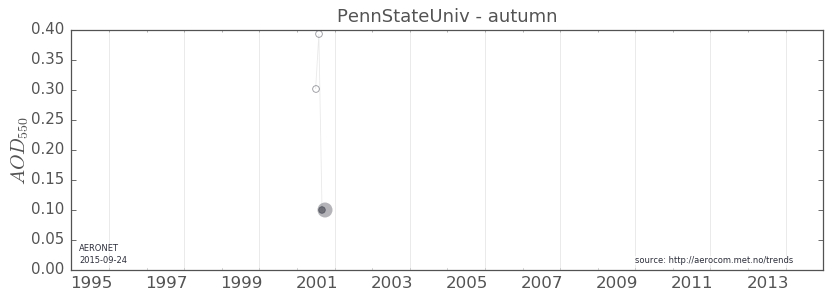 PennStateUniv - autumn
0.40
0.35
0.30
0.25
0.20
0.15
0.10
0.05
0.00
AOD550
AERONET
2015-09-24
source: http://aerocom.met.no/trends
1995 1997 1999 2001 2003 2005 2007 2009 2011 2013